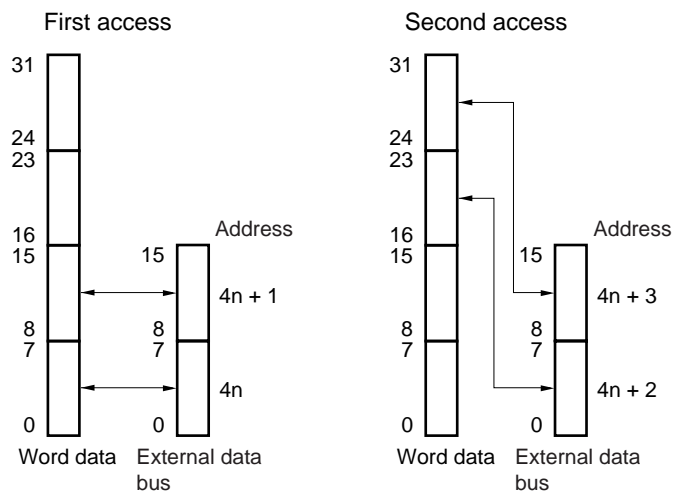 First access
31
24
23
16
15
8
7
0
Address
15
4n + 1
8
7
4n
0
Word data
External data
bus
Second access
31
24
23
16
15
8
7
0
Address
15
4n + 3
8
7
4n + 2
0
Word data
External data
bus